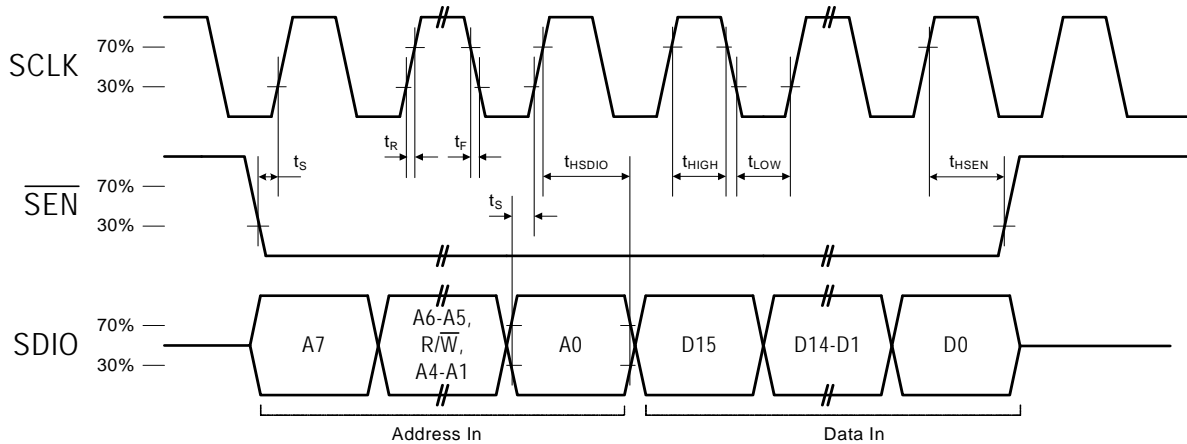 SCLK
70%
30%
tS
tR
tF
tHSDIO
tHIGH
tLOW
tHSEN
SEN
70%
30%
tS
SDIO
70%
30%
A7
A6-A5,
R/W,
A4-A1
A0
D15
D14-D1
D0
Address In
Data In